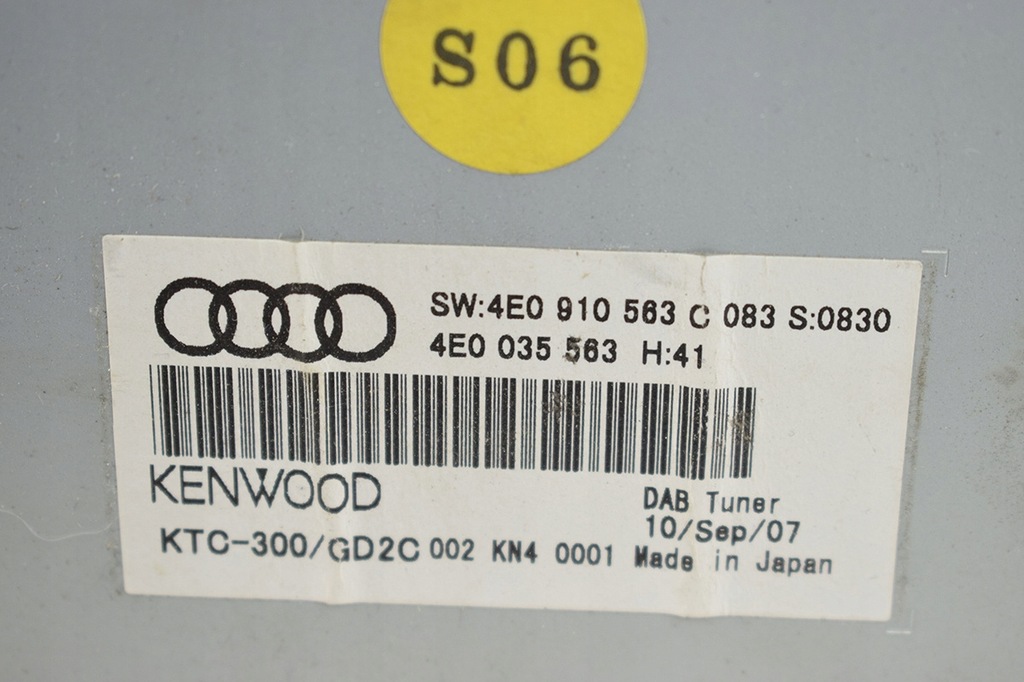 S06
SW:4E0 910 563 C 083 S:0830
4E0 035 563 H:41
KENWOOD
DAB Tuner
10/Sep/07
KTC-300/GD2C 002 KN4 0001 Made in Japan